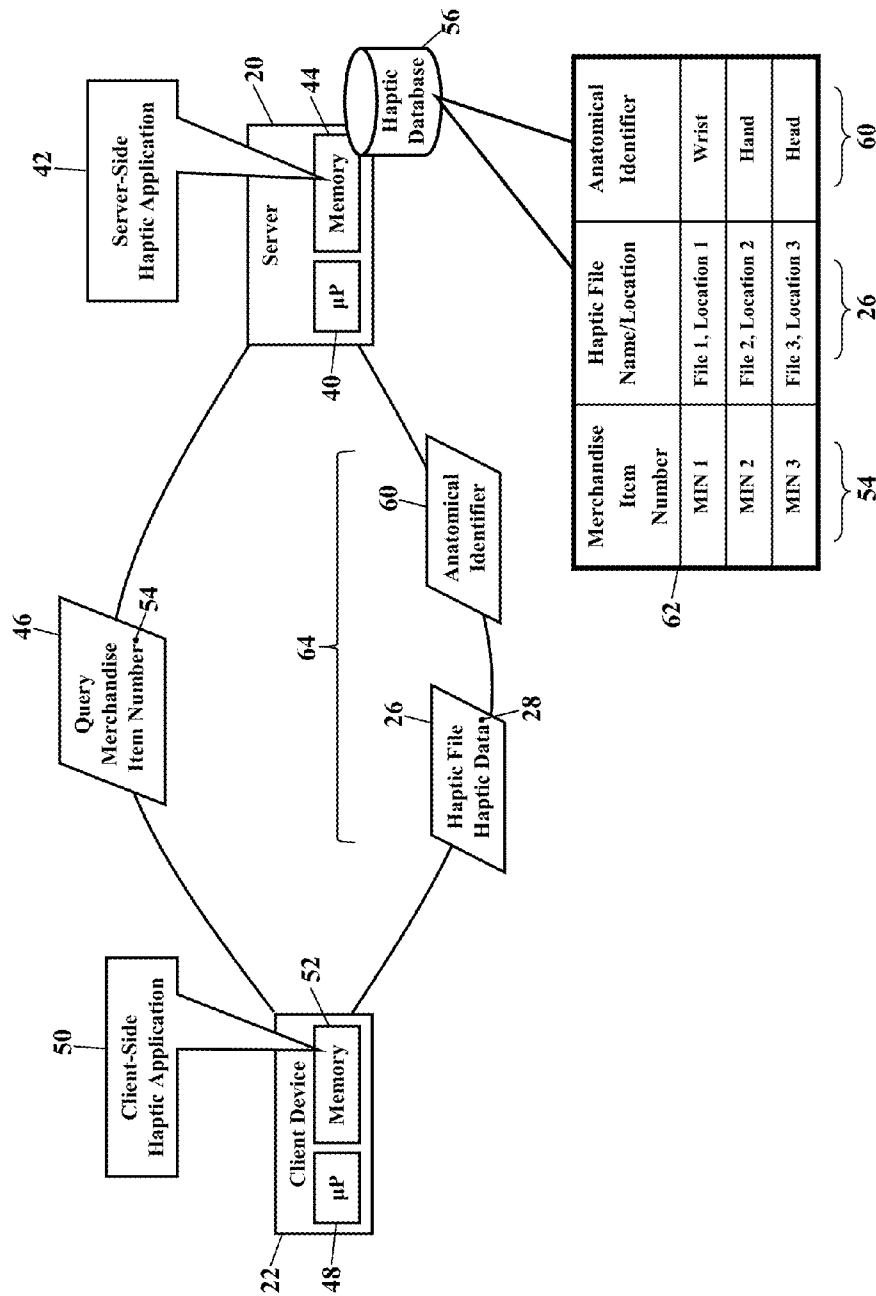 50
Client-Side
Haptic Application
22
Client Device
52
µP
Memory
48
46
Query
Merchandise
Item Number
54
64
26
Haptic File
Haptic Data
28
60
Anatomical
Identifier
42
Server-Side
Haptic Application
20
Server
44
µP
Memory
40
Haptic
Database
56
62
Merchandise
Item
Number
Haptic File
Name/Location
Anatomical
Identifier
MIN 1
File 1, Location 1
Wrist
MIN 2
File 2, Location 2
Hand
MIN 3
File 3, Location 3
Head
54
26
60